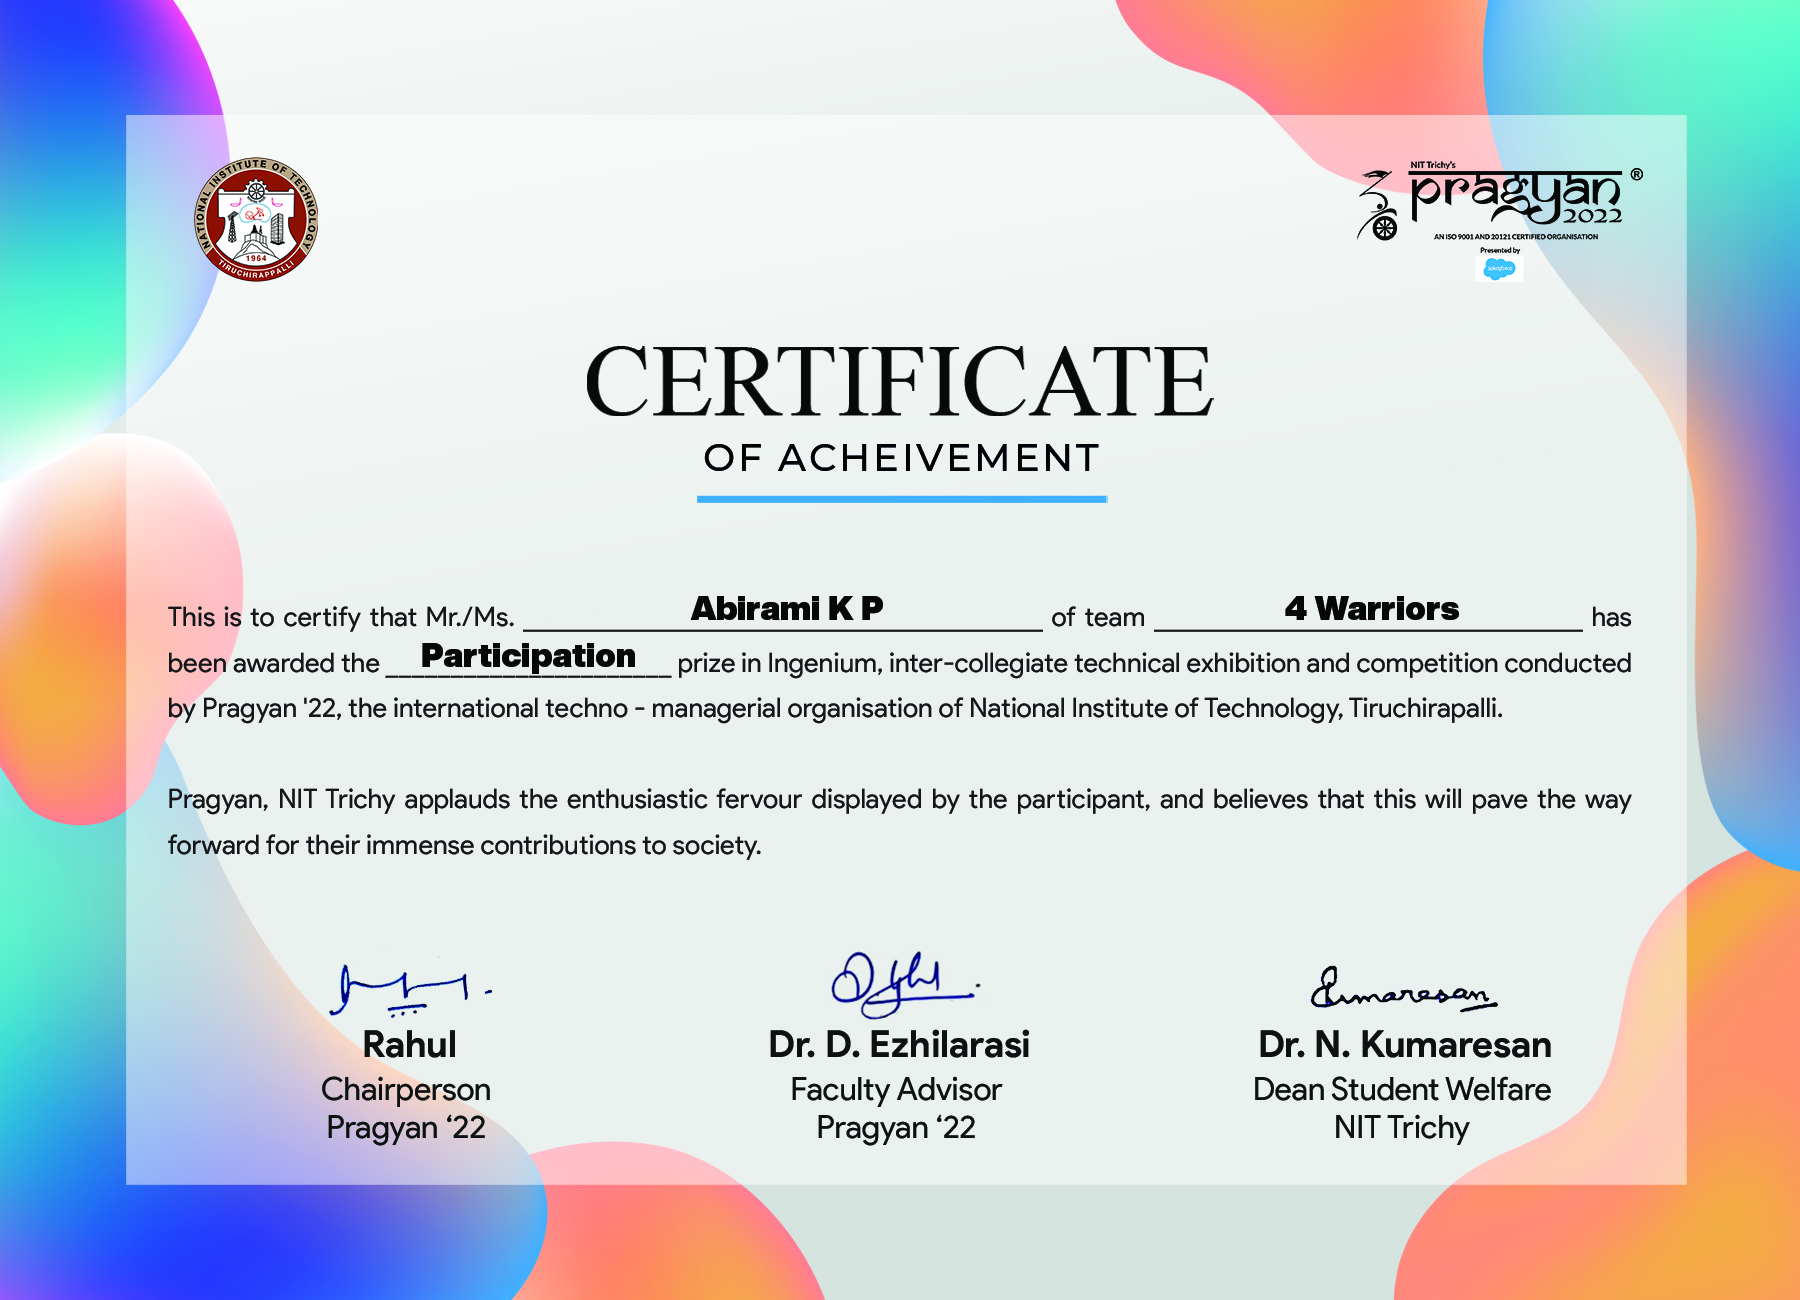 NATIONAL INSTITUTE OF TECHNOLOGY
1964
TIRUCHIRAPPALLI
NIT Trichy's
pragyan ®
2022
AN ISO 9001 AND 20121 CERTIFIED ORGANISATION
Presented by
salesforce
CERTIFICATE
OF ACHEIVEMENT
This is to certify that Mr./Ms. Abirami K P of team 4 Warriors has
been awarded the Participation prize in Ingenium, inter-collegiate technical exhibition and competition conducted
by Pragyan '22, the international techno - managerial organisation of National Institute of Technology, Tiruchirapalli.
Pragyan, NIT Trichy applauds the enthusiastic fervour displayed by the participant, and believes that this will pave the way
forward for their immense contributions to society.
Kumaresan
Rahul
Chairperson
Pragyan ‘22
Dr. D. Ezhilarasi
Faculty Advisor
Pragyan ‘22
Dr. N. Kumaresan
Dean Student Welfare
NIT Trichy